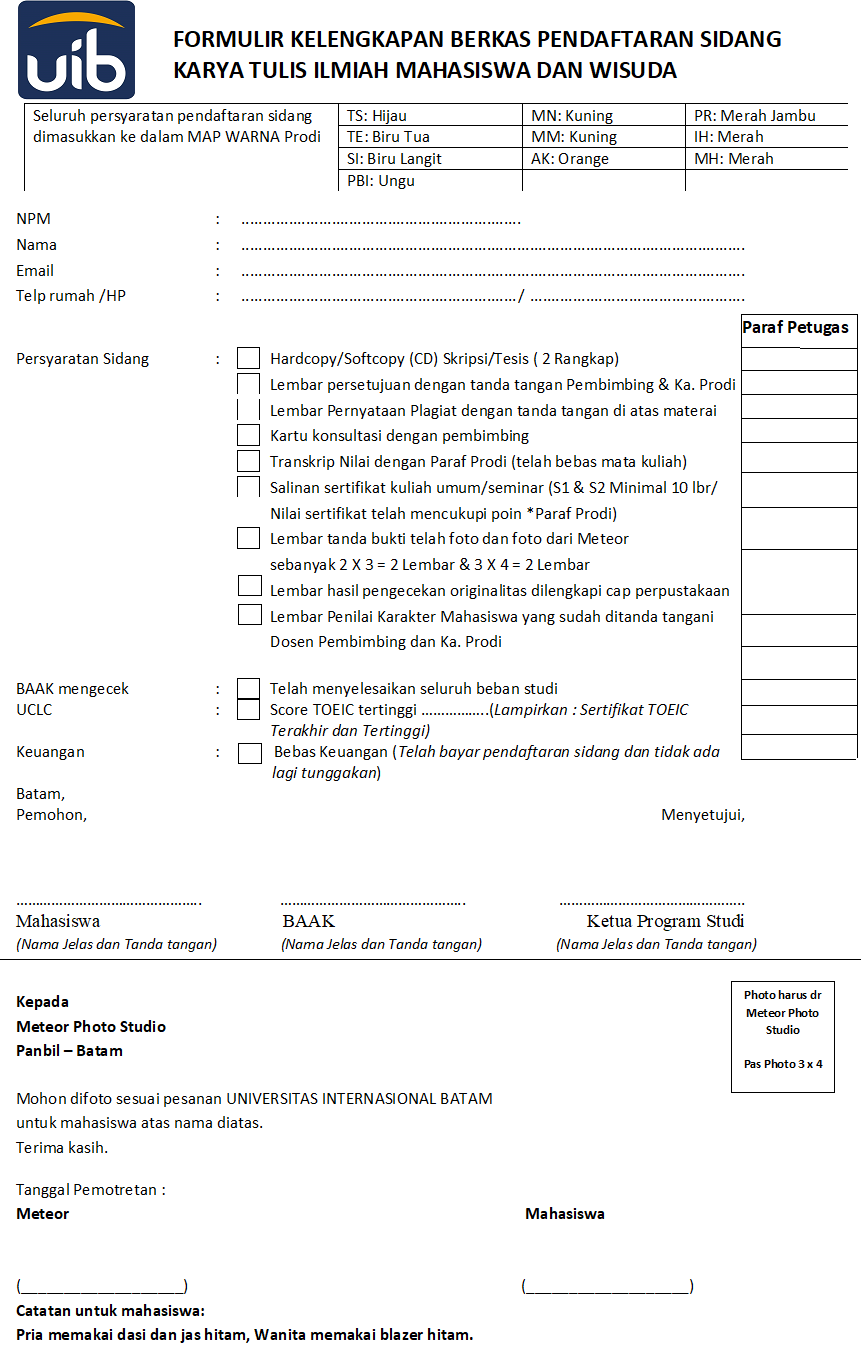 uib
FORMULIR KELENGKAPAN BERKAS PENDAFTARAN SIDANG
KARYA TULIS ILMIAH MAHASISWA DAN WISUDA
Seluruh persyaratan pendaftaran sidang
dimasukkan ke dalam MAP WARNA Prodi
TS: Hijau MN: Kuning PR: Merah Jambu
TE: Biru Tua MM: Kuning IH: Merah
SI: Biru Langit AK: Orange MH: Merah
PBI: Ungu
NPM : ................................................................
Nama : ....................................................................................................................
Email : ....................................................................................................................
Telp rumah /HP : .............................................................../ .................................................
Paraf Petugas
Persyaratan Sidang : Hardcopy/Softcopy (CD) Skripsi/Tesis ( 2 Rangkap)
Lembar persetujuan dengan tanda tangan Pembimbing & Ka. Prodi
Lembar Pernyataan Plagiat dengan tanda tangan di atas materai
Kartu konsultasi dengan pembimbing
Transkrip Nilai dengan Paraf Prodi (telah bebas mata kuliah)
Salinan sertifikat kuliah umum/seminar (S1 & S2 Minimal 10 lbr/
Nilai sertifikat telah mencukupi poin *Paraf Prodi)
Lembar tanda bukti telah foto dan foto dari Meteor
sebanyak 2 X 3 = 2 Lembar & 3 X 4 = 2 Lembar
Lembar hasil pengecekan originalitas dilengkapi cap perpustakaan
Lembar Penilai Karakter Mahasiswa yang sudah ditanda tangani
Dosen Pembimbing dan Ka. Prodi
BAAK mengecek : Telah menyelesaikan seluruh beban studi
UCLC : Score TOEIC tertinggi ................(Lampirkan : Sertifikat TOEIC
Terakhir dan Tertinggi)
Keuangan : Bebas Keuangan (Telah bayar pendaftaran sidang dan tidak ada
lagi tunggakan)
Batam,
Pemohon, Menyetujui,
............................................... ............................................... ...............................................
Mahasiswa BAAK Ketua Program Studi
(Nama Jelas dan Tanda tangan) (Nama Jelas dan Tanda tangan) (Nama Jelas dan Tanda tangan)
Kepada
Meteor Photo Studio
Panbil – Batam
Photo harus dr
Meteor Photo
Studio
Pas Photo 3 x 4
Mohon difoto sesuai pesanan UNIVERSITAS INTERNASIONAL BATAM
untuk mahasiswa atas nama diatas.
Terima kasih.
Tanggal Pemotretan :
Meteor Mahasiswa
(____________________) (____________________)
Catatan untuk mahasiswa:
Pria memakai dasi dan jas hitam, Wanita memakai blazer hitam.